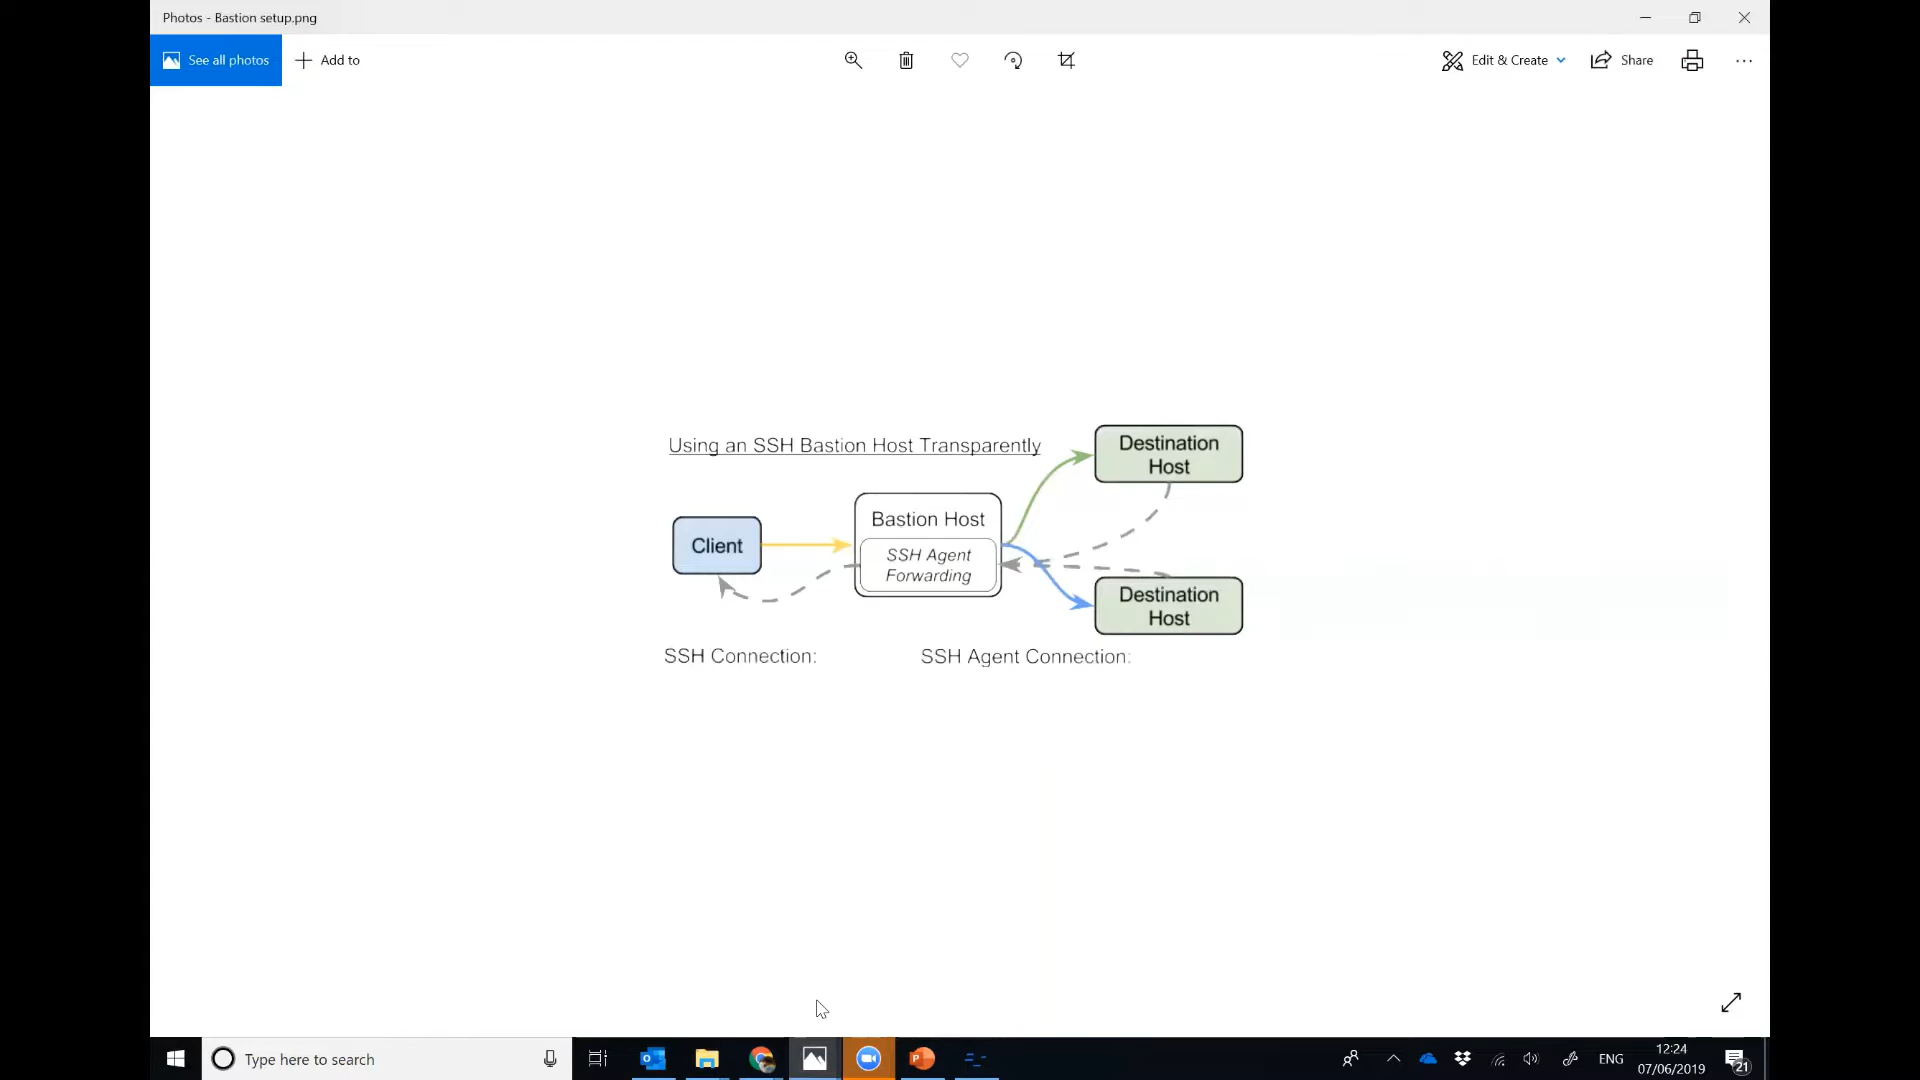 Photos - Bastion setup.png
See all photos
Add to
Edit & Create
Share
Using an SSH Bastion Host Transparently
Destination
Host
Bastion Host
Client
SSH Agent
Forwarding
Destination
Host
SSH Connection:
SSH Agent Connection:
Type here to search
ENG
12:24
07/06/2019
21